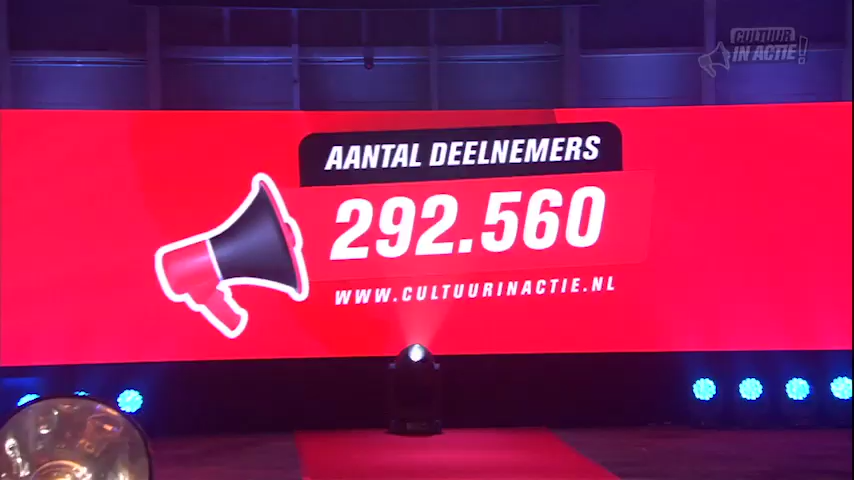 CULTUUR
IN ACTIE!
AANTAL DEELNEMERS
292.560
WWW.CULTUURINACTIE.NL